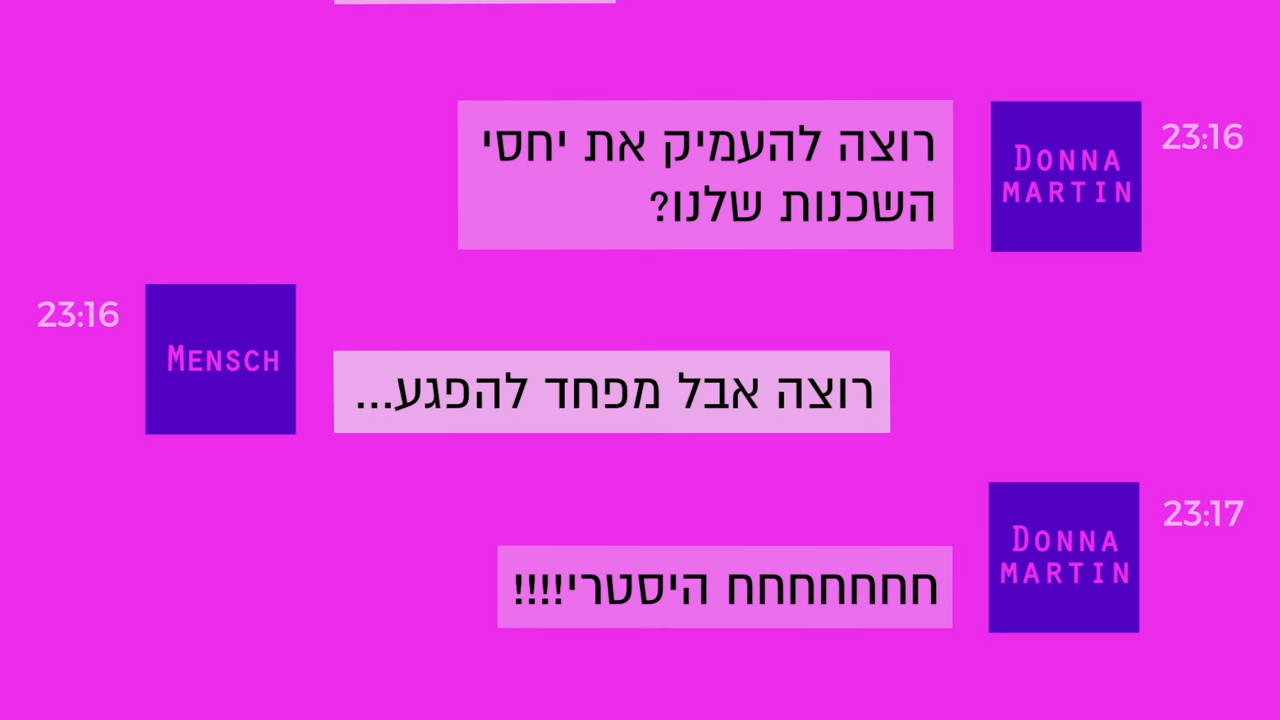 23:16
DONNA
MARTIN
רוצה להעמיק את יחסי
השכנות שלנו?
23:16
MENSCH
רוצה אבל מפחד להפגע...
23:17
DONNA
MARTIN
חחחחחחח היסטרי!!!!